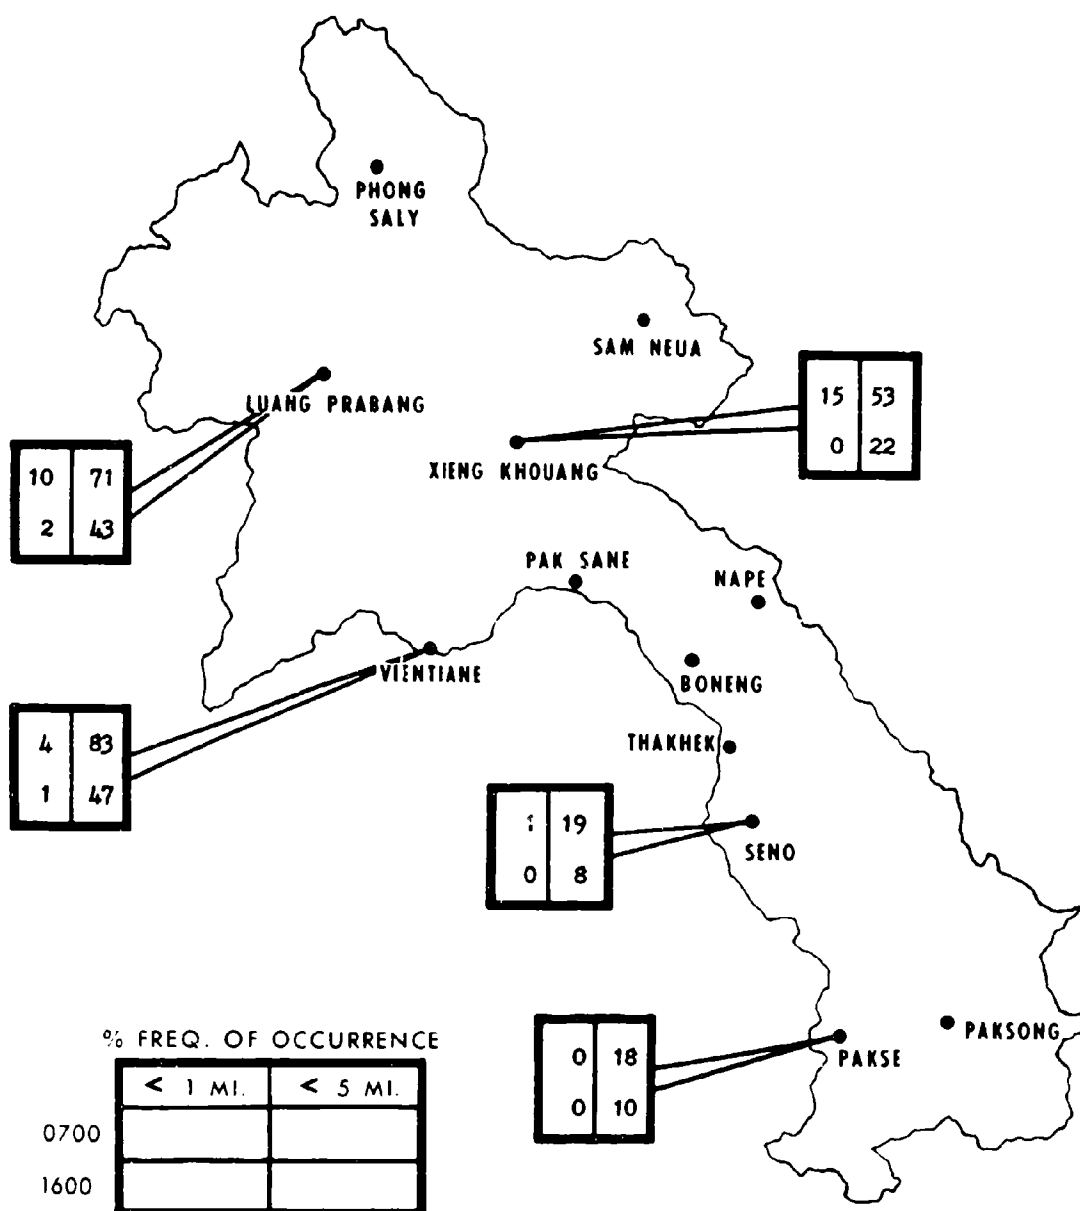 PHONG
SALY
SAM NEUA
LUANG PRABANG
15 53
0 22
XIENG KHOUANG
10 71
2 43
PAK SANE
NAPE
VIENTIANE
BONENG
4 83
1 47
THAKHEK
1 19
0 8
SENO
% FREQ. OF OCCURRENCE
< 1 MI. < 5 MI.
0700
1600
0 18
0 10
PAKSE
PAKSONG